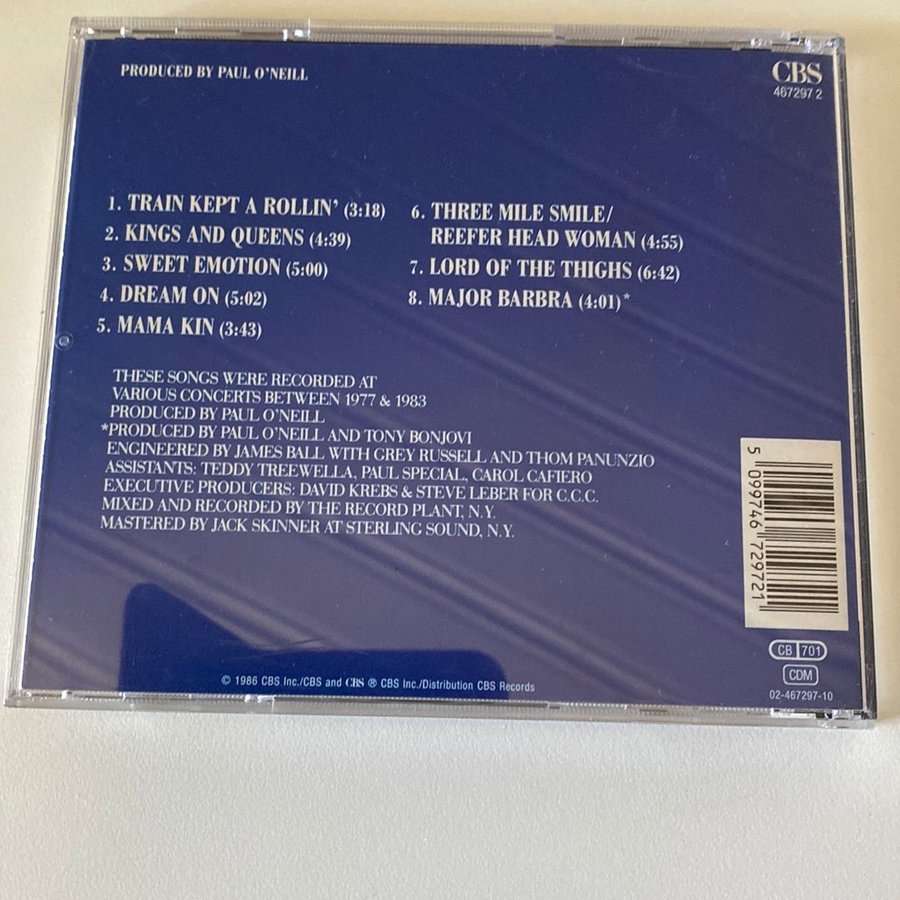 PRODUCED BY PAUL O'NEILL
CBS
467297 2
1. TRAIN KEPT A ROLLIN' (3:18)
2. KINGS AND QUEENS (4:39)
3. SWEET EMOTION (5:00)
4. DREAM ON (5:02)
5. MAMA KIN (3:43)
6. THREE MILE SMILE/
REEFER HEAD WOMAN (4:55)
7. LORD OF THE THIGHS (6:42)
8. MAJOR BARBRA (4:01)*
THESE SONGS WERE RECORDED AT
VARIOUS CONCERTS BETWEEN 1977 & 1983
PRODUCED BY PAUL O'NEILL
*PRODUCED BY PAUL O'NEILL AND TONY BONJOVI
ENGINEERED BY JAMES BALL WITH GREY RUSSELL AND THOM PANUNZIO
ASSISTANTS: TEDDY TREEWELLA, PAUL SPECIAL, CAROL CAFIERO
EXECUTIVE PRODUCERS: DAVID KREBS & STEVE LEBER FOR C.C.C.
MIXED AND RECORDED BY THE RECORD PLANT, N.Y.
MASTERED BY JACK SKINNER AT STERLING SOUND, N.Y.
5 099746 729721
CB 701
CDM
02-467297-10
© 1986 CBS Inc./CBS and CBS ® CBS Inc./Distribution CBS Records